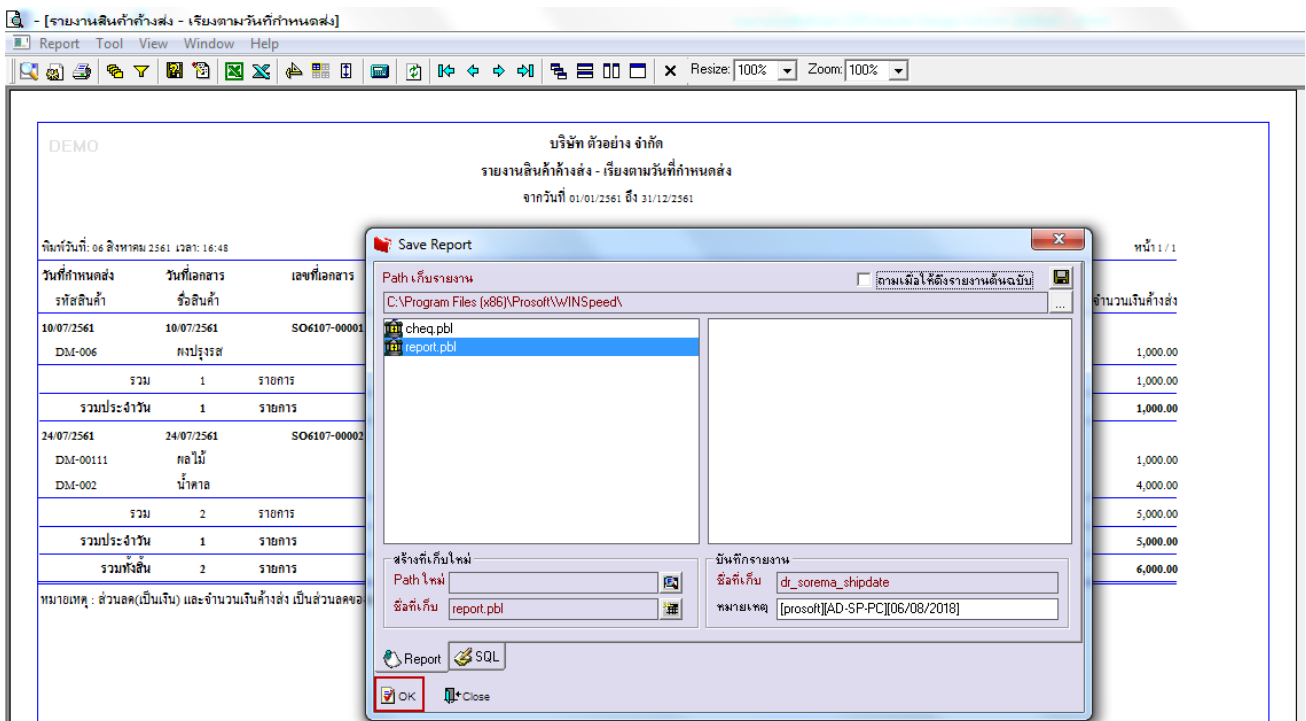 - [รายงานสินค้าค้างส่ง - เรียงตามวันที่กำหนดส่ง]
Report Tool View Window Help
Resize: 100% Zoom: 100%
DEMO
บริษัท ตัวอย่าง จำกัด
รายงานสินค้าค้างส่ง - เรียงตามวันที่กำหนดส่ง
จากวันที่ 01/01/2561 ถึง 31/12/2561
พิมพ์วันที่: 06 สิงหาคม 2561 เวลา: 16:48
หน้า 1 / 1
วันที่กำหนดส่ง วันที่เอกสาร เลขที่เอกสาร
รหัสสินค้า ชื่อสินค้า
จำนวนเงินค้างส่ง
10/07/2561 10/07/2561 SO6107-00001
DM-006 ผงปรุงรส 1,000.00
รวม 1 รายการ 1,000.00
รวมประจำวัน 1 รายการ 1,000.00
24/07/2561 24/07/2561 SO6107-00002
DM-00111 ผลไม้ 1,000.00
DM-002 น้ำตาล 4,000.00
รวม 2 รายการ 5,000.00
รวมประจำวัน 1 รายการ 5,000.00
รวมทั้งสิ้น 2 รายการ 6,000.00
หมายเหตุ : ส่วนลด(เป็นเงิน) และจำนวนเงินค้างส่ง เป็นส่วนลดขอ
Save Report
Path เก็บรายงาน
ถามเมื่อให้ดึงรายงานต้นฉบับ
C:\Program Files (x86)\Prosoft\WINSpeed\
...
cheq.pbl
report.pbl
สร้างที่เก็บใหม่
Path ใหม่
ชื่อที่เก็บ report.pbl
บันทึกรายงาน
ชื่อที่เก็บ dr_sorema_shipdate
หมายเหตุ [prosoft][AD-SP-PC][06/08/2018]
Report SQL
OK Close